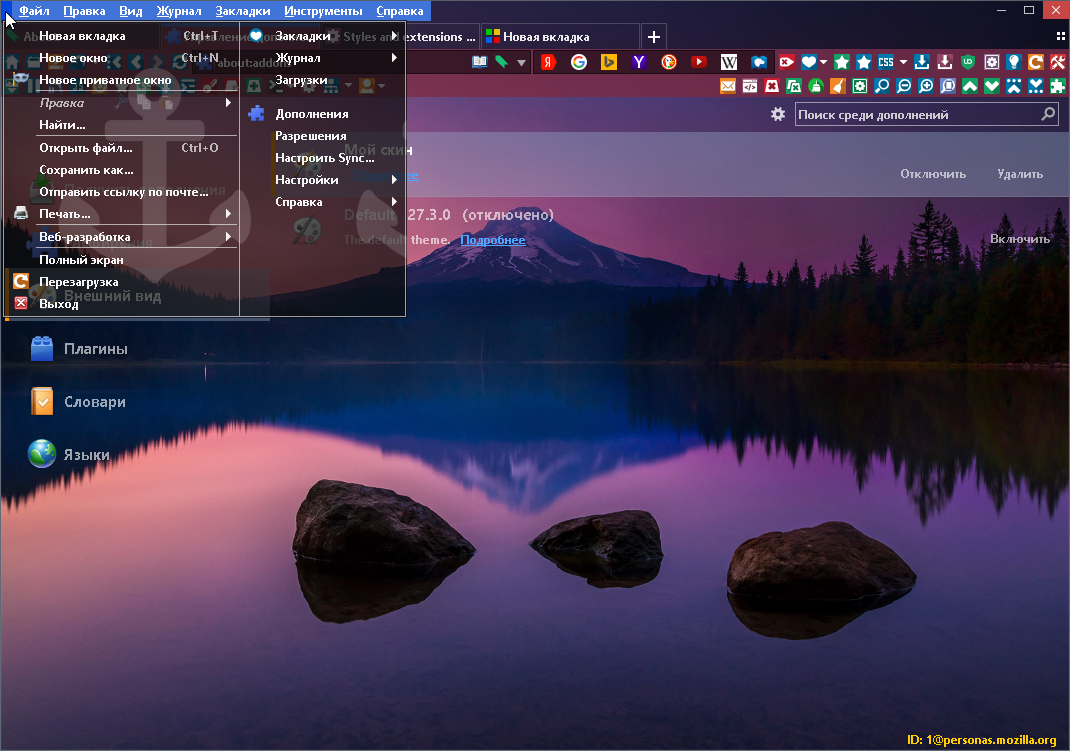 Файл Правка Вид Журнал Закладки Инструменты Справка
Styles and extensions ...
Новая вкладка
about:addons
Новая вкладка Ctrl+T
Новое окно Ctrl+N
Новое приватное окно
Правка
Найти...
Открыть файл... Ctrl+O
Сохранить как...
Отправить ссылку по почте...
Печать...
Веб-разработка
Полный экран
Перезагрузка
Выход
Закладки
Журнал
Загрузки
Дополнения
Разрешения
Настроить Sync...
Настройки
Справка
CSS
Поиск среди дополнений
Мой скин
Отключить Удалить
Default 27.3.0 (отключено)
The default theme. Подробнее
Включить
Внешний вид
Плагины
Словари
Языки
ID: 1@personas.mozilla.org